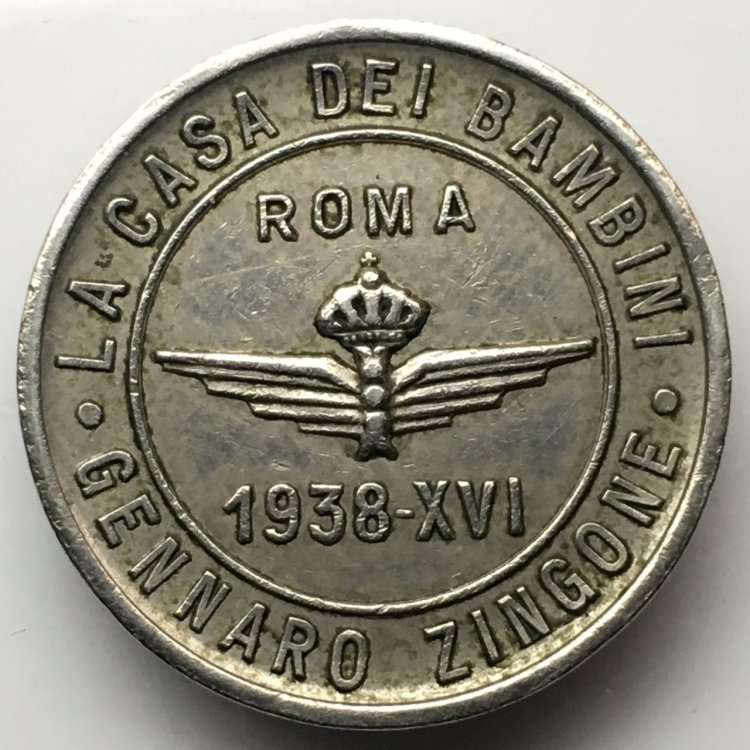 LA CASA DEI BAMBINI
ROMA
1938-XVI
• GENNARO ZINGONE •